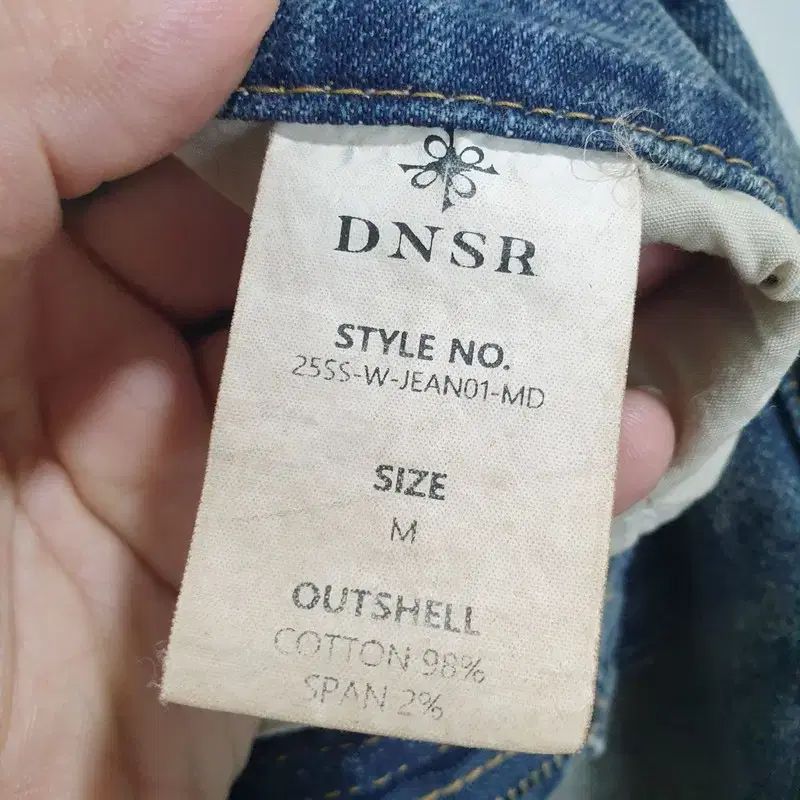 DNSR
STYLE NO.
25SS-W-JEAN01-MD
SIZE
M
OUTSHELL
COTTON 98%
SPAN 2%